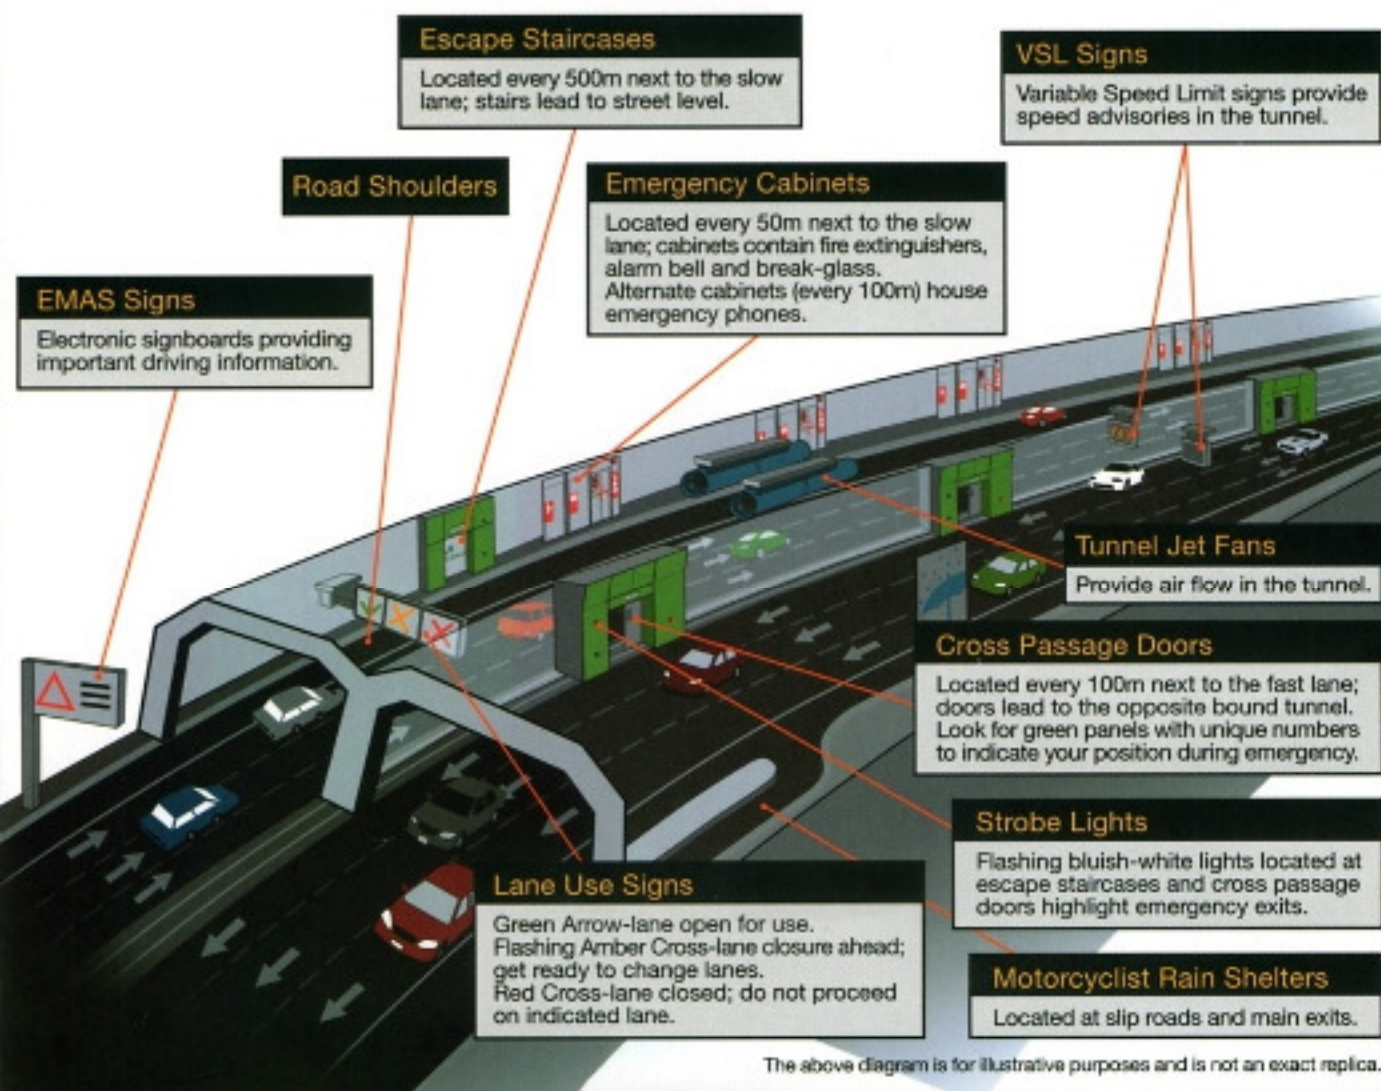 Escape Staircases
Located every 500m next to the slow
lane; stairs lead to street level.
VSL Signs
Variable Speed Limit signs provide
speed advisories in the tunnel.
Road Shoulders
Emergency Cabinets
Located every 50m next to the slow
lane; cabinets contain fire extinguishers,
alarm bell and break-glass.
Alternate cabinets (every 100m) house
emergency phones.
EMAS Signs
Electronic signboards providing
important driving information.
Tunnel Jet Fans
Provide air flow in the tunnel.
Cross Passage Doors
Located every 100m next to the fast lane;
doors lead to the opposite bound tunnel.
Look for green panels with unique numbers
to indicate your position during emergency.
Strobe Lights
Flashing bluish-white lights located at
escape staircases and cross passage
doors highlight emergency exits.
Lane Use Signs
Green Arrow-lane open for use.
Flashing Amber Cross-lane closure ahead;
get ready to change lanes.
Red Cross-lane closed; do not proceed
on indicated lane.
Motorcyclist Rain Shelters
Located at slip roads and main exits.
The above diagram is for illustrative purposes and is not an exact replica.